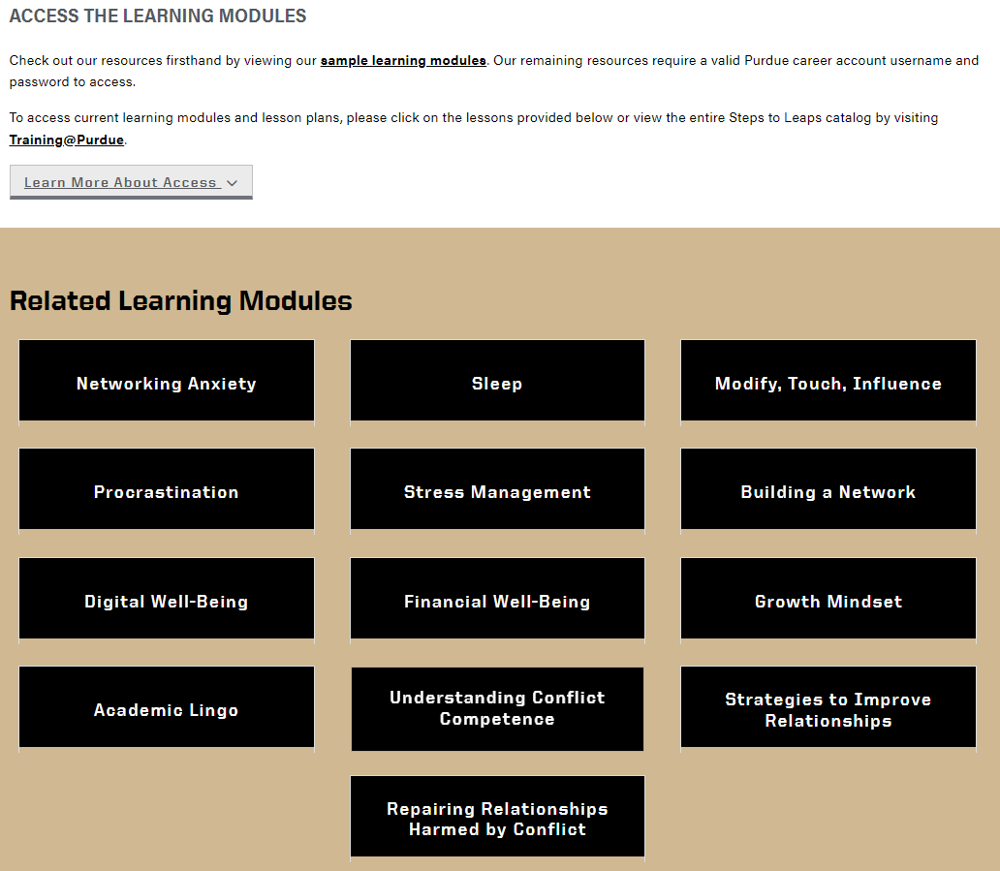 ACCESS THE LEARNING MODULES
Check out our resources firsthand by viewing our sample learning modules. Our remaining resources require a valid Purdue career account username and
password to access.
To access current learning modules and lesson plans, please click on the lessons provided below or view the entire Steps to Leaps catalog by visiting
Training@Purdue.
Learn More About Access
Related Learning Modules
Networking Anxiety
Sleep
Modify, Touch, Influence
Procrastination
Stress Management
Building a Network
Digital Well-Being
Financial Well-Being
Growth Mindset
Academic Lingo
Understanding Conflict
Competence
Strategies to Improve
Relationships
Repairing Relationships
Harmed by Conflict